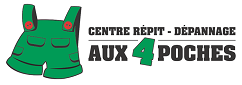 CENTRE RÉPIT - DÉPANNAGE
AUX 4 POCHES